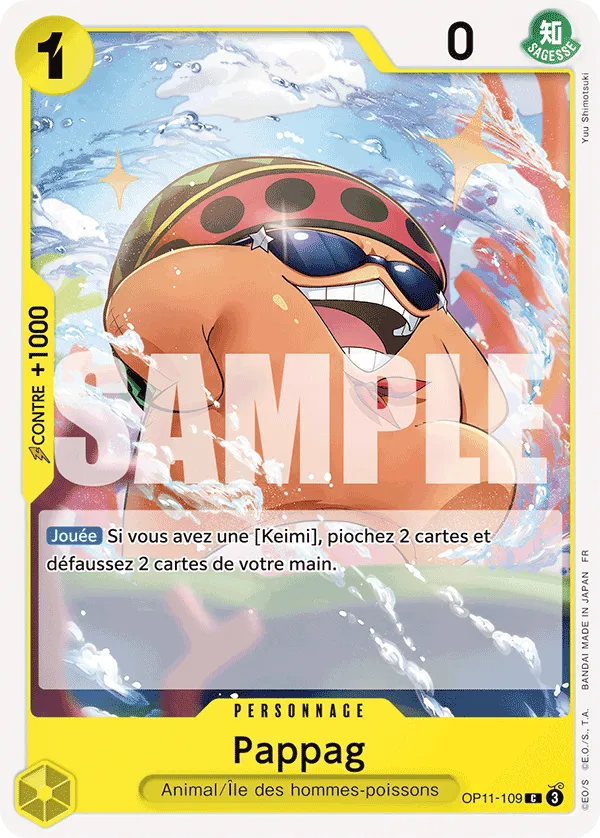 1
0
知
SAGESSE
Yuu Shimotsuki
CONTRE +1000
SAMPLE
Jouée Si vous avez une [Keimi], piochez 2 cartes et
défaussez 2 cartes de votre main.
PERSONNAGE
Pappag
Animal/Île des hommes-poissons
OP11-109 C 3
©EO/S ©E.O./S., T.A. BANDAI MADE IN JAPAN FR